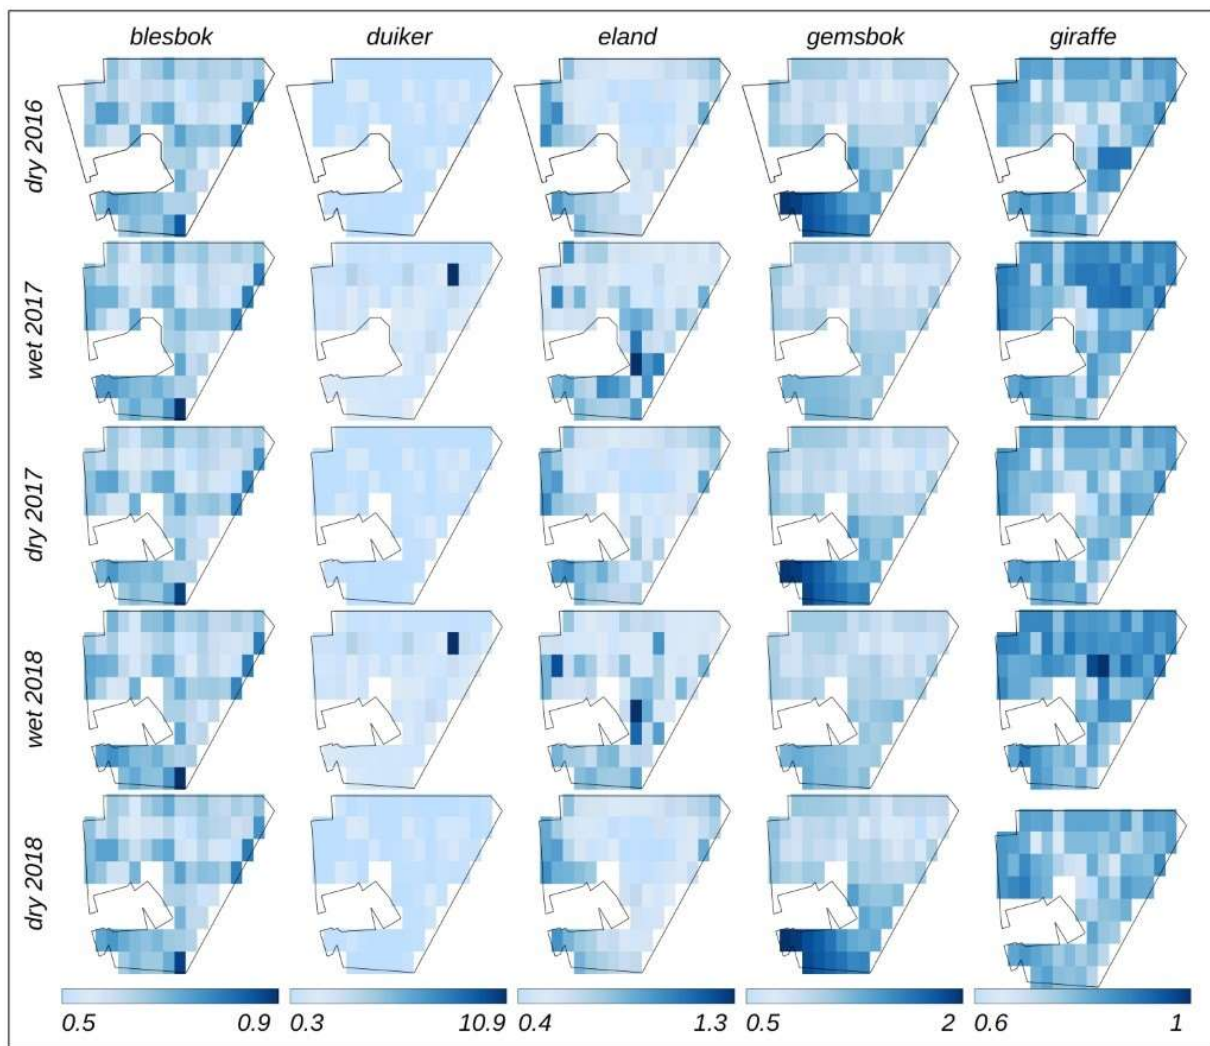 blesbok duiker eland gemsbok giraffe
dry 2016
wet 2017
dry 2017
wet 2018
dry 2018
0.5 0.9 0.3 10.9 0.4 1.3 0.5 2 0.6 1